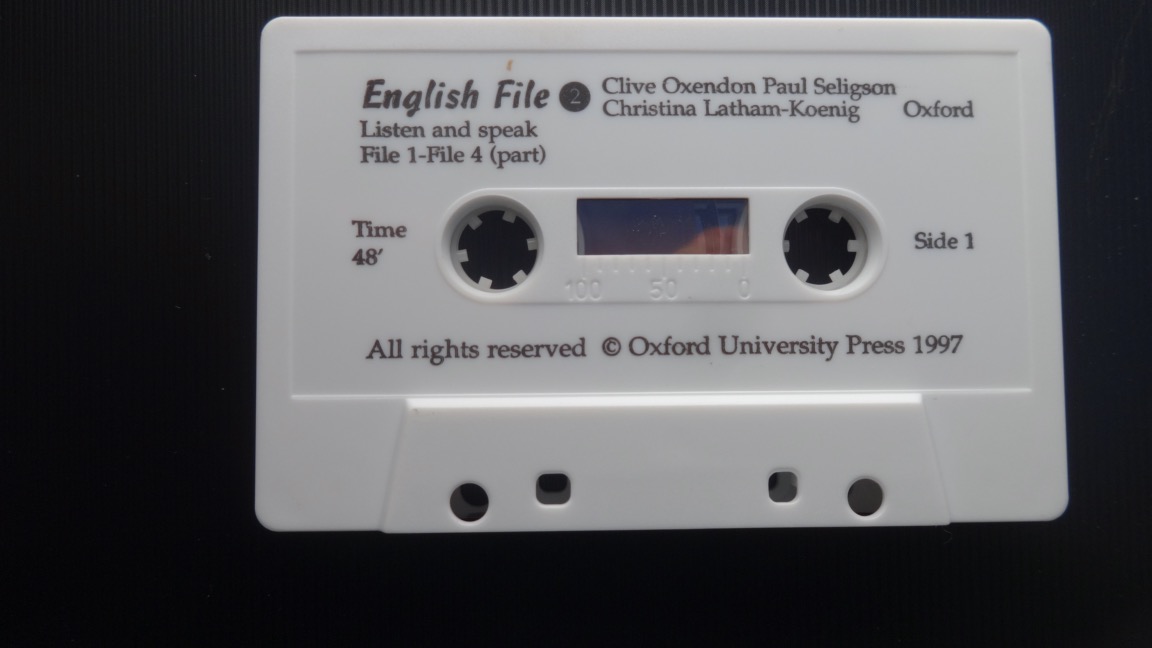 English File 2 Clive Oxendon Paul Seligson
Christina Latham-Koenig Oxford
Listen and speak
File 1-File 4 (part)
Time
48′
Side 1
100 50 0
All rights reserved © Oxford University Press 1997